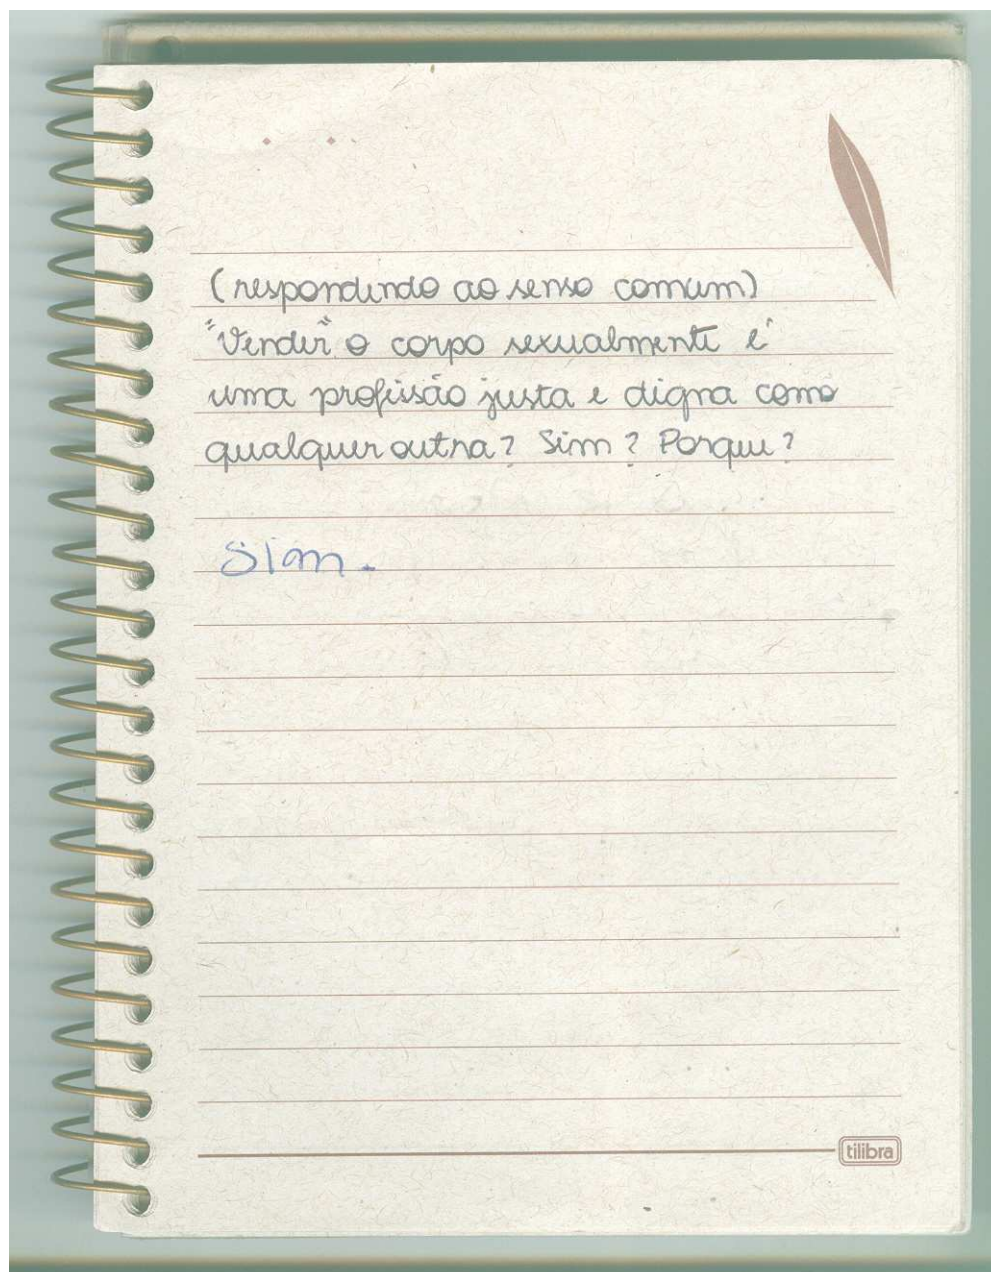 (respondendo ao senso comum)
"Vender" o corpo sexualmente é
uma profissão justa e digna como
qualquer outra? Sim? Porque?
Sim.
tilibra